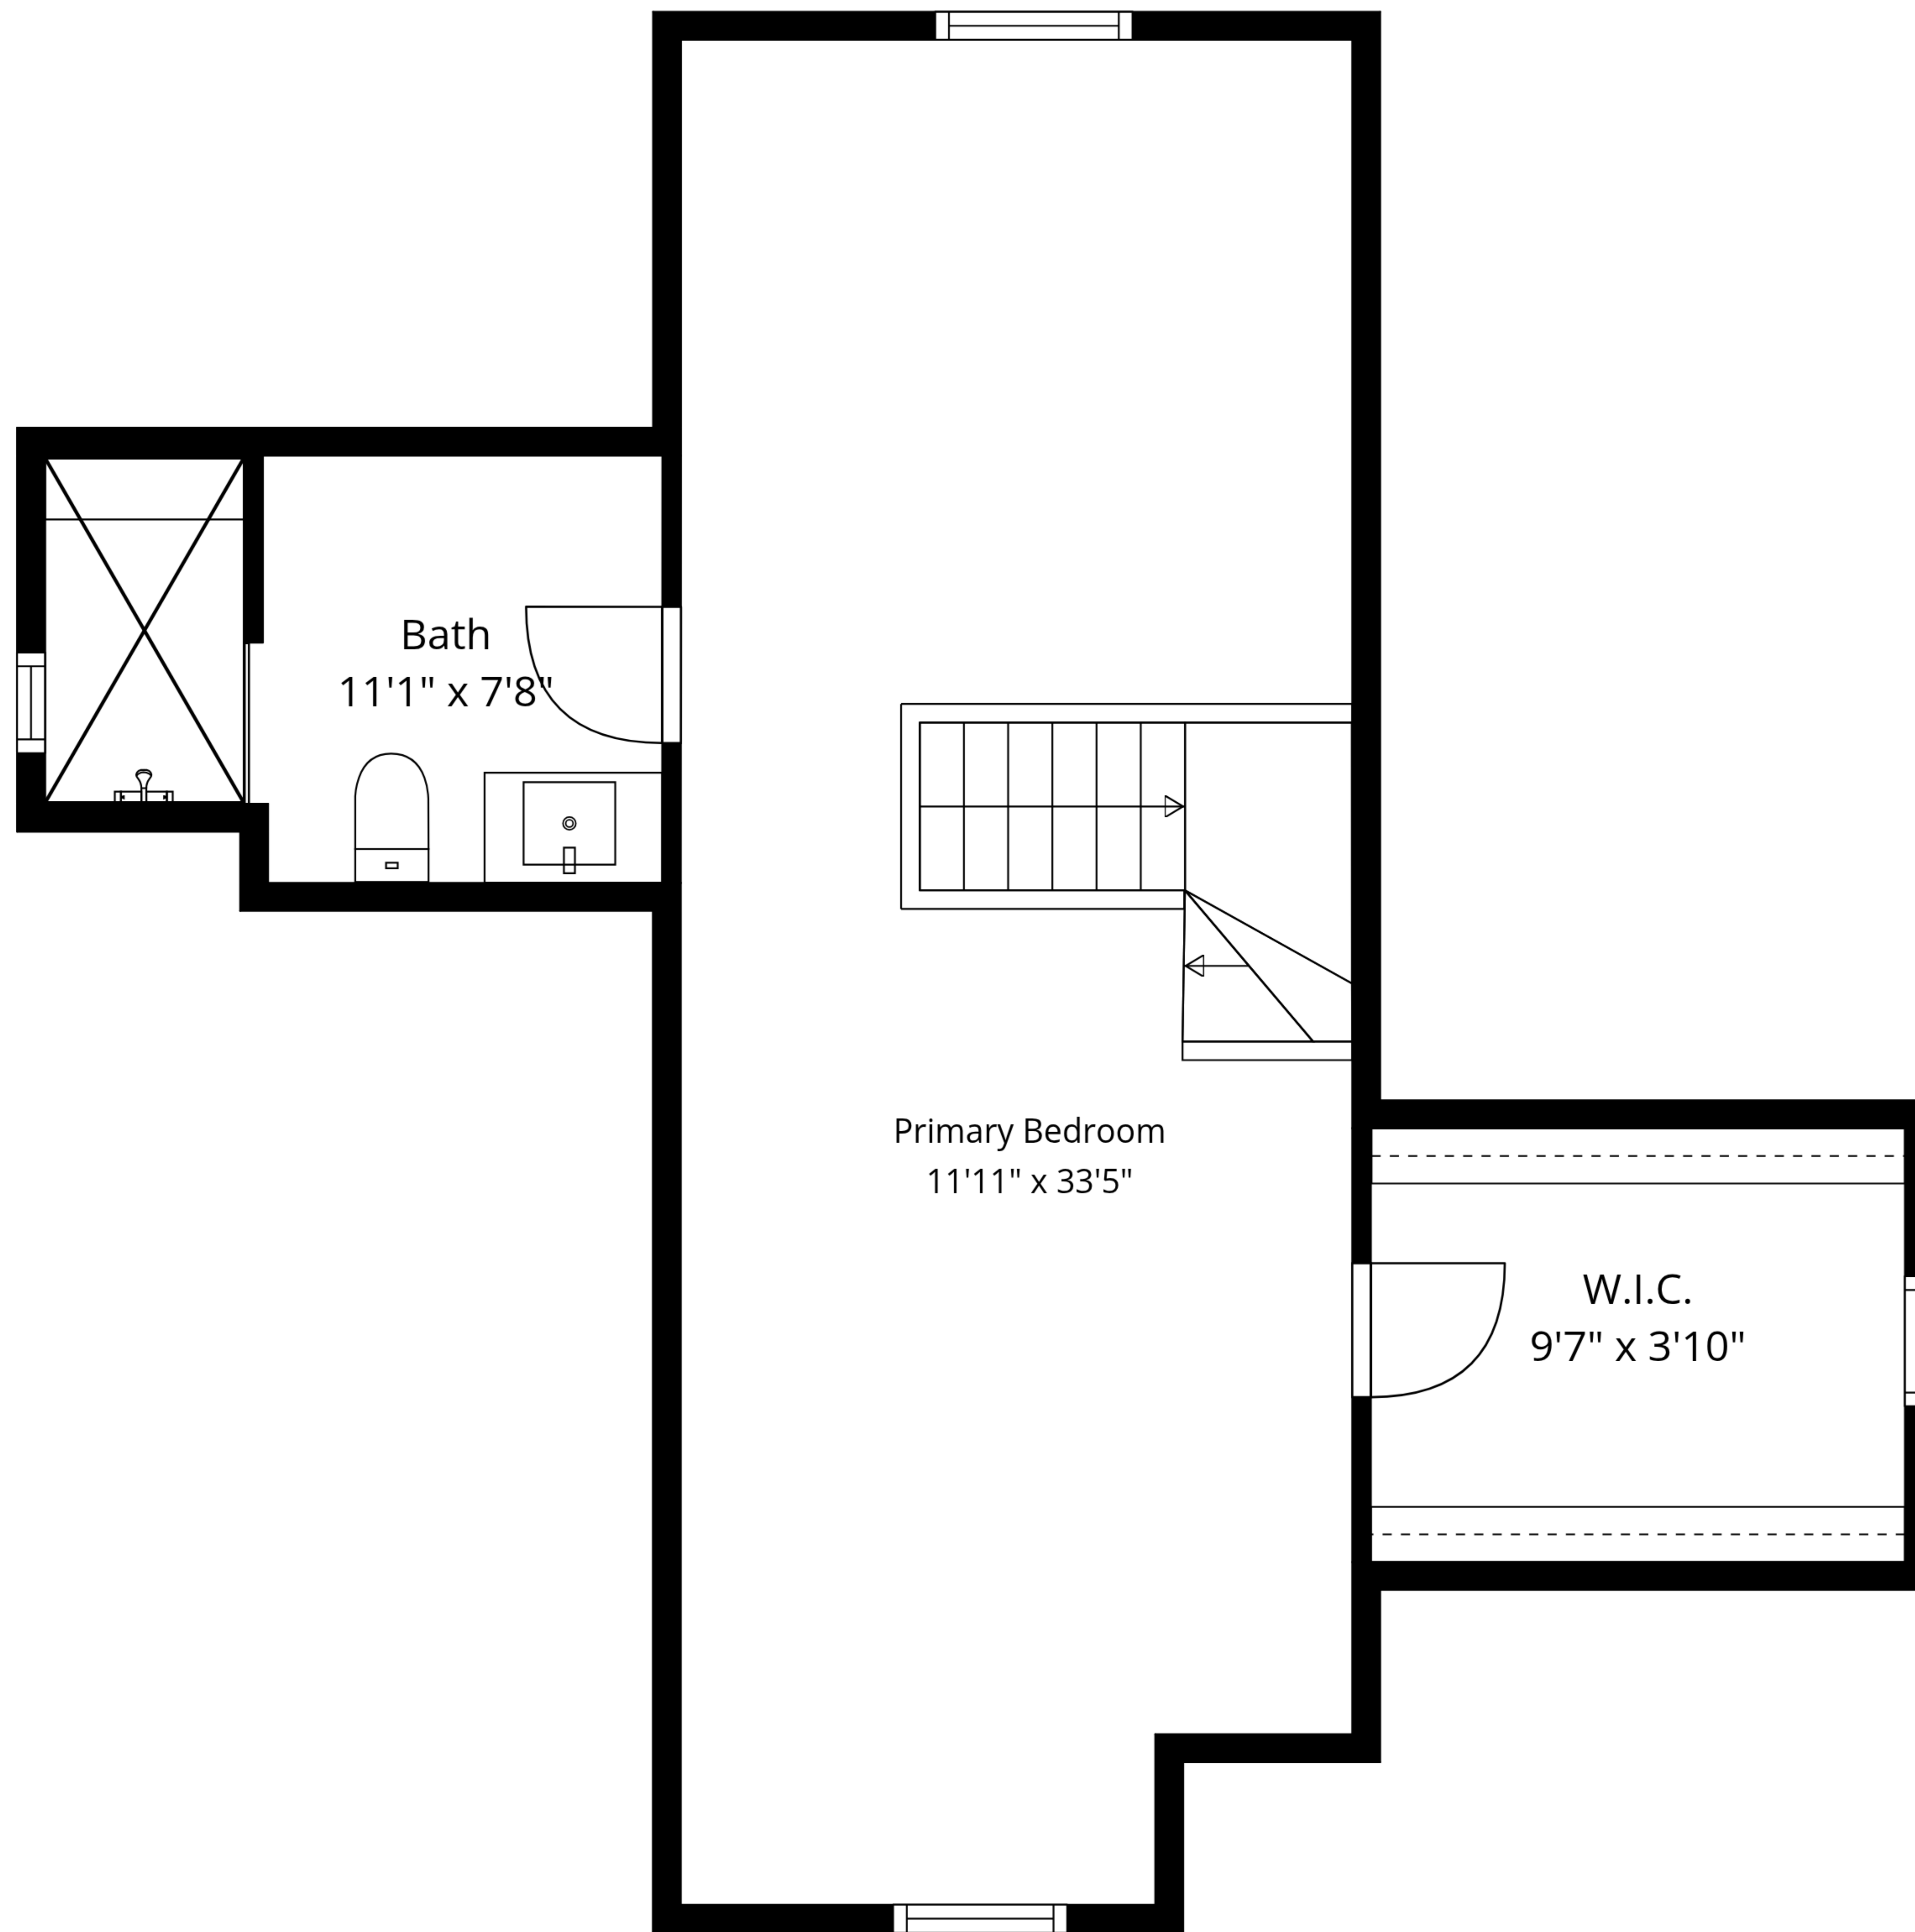 Bath
11'1" x 7'8"
Primary Bedroom
11'11" x 33'5"
W.I.C.
9'7" x 3'10"